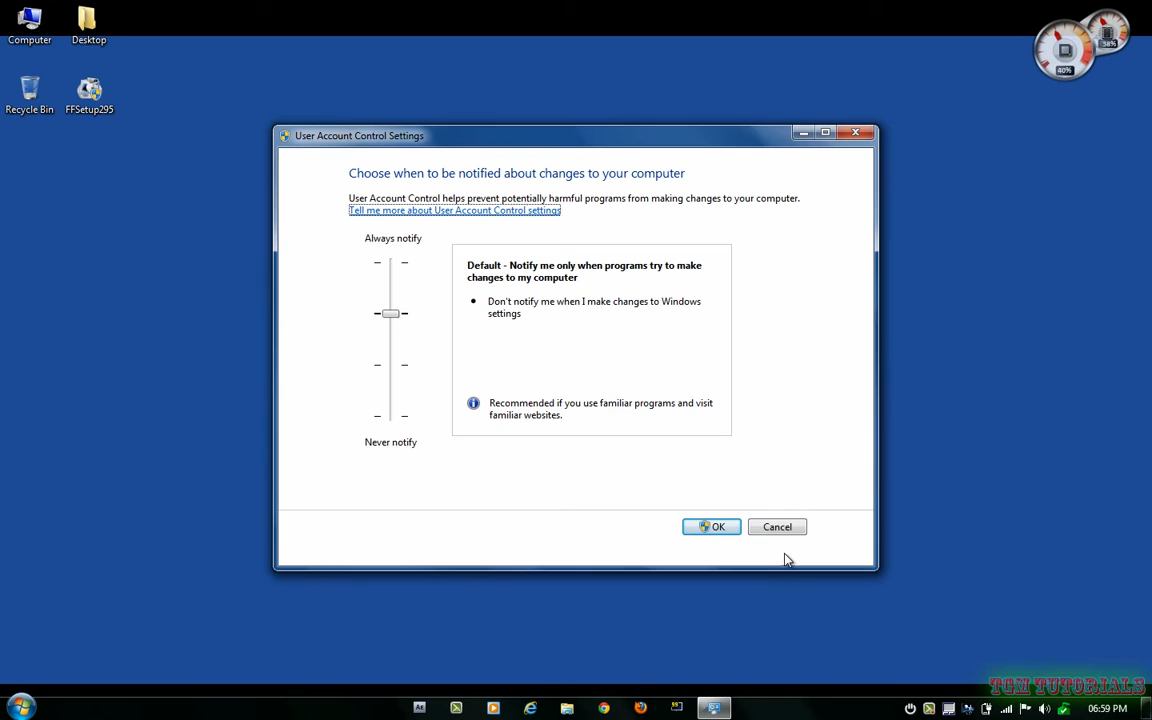 Computer
Desktop
Recycle Bin
FFSetup295
38%
40%
User Account Control Settings
Choose when to be notified about changes to your computer
User Account Control helps prevent potentially harmful programs from making changes to your computer.
Tell me more about User Account Control settings
Always notify
Default - Notify me only when programs try to make
changes to my computer
Don't notify me when I make changes to Windows
settings
Recommended if you use familiar programs and visit
familiar websites.
Never notify
OK
Cancel
TGM TUTORIALS
Ae
06:59 PM